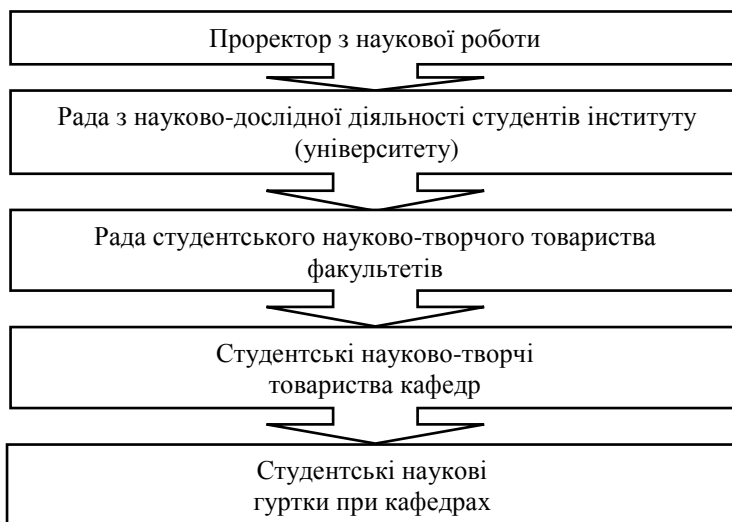 Проректор з наукової роботи
Рада з науково-дослідної діяльності студентів інституту
(університету)
Рада студентського науково-творчого товариства
факультетів
Студентські науково-творчі
товариства кафедр
Студентські наукові
гуртки при кафедрах